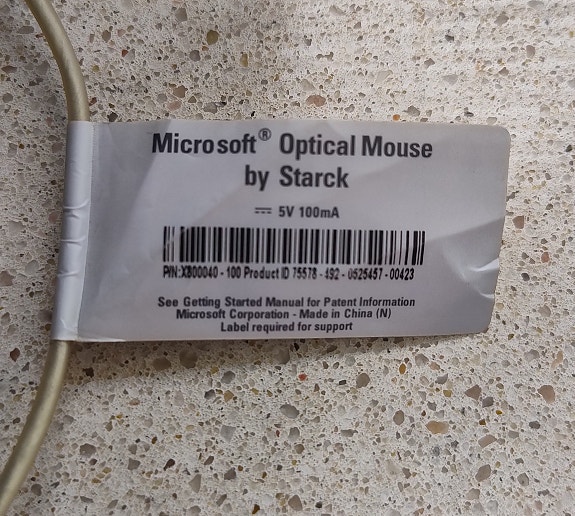 Microsoft® Optical Mouse
by Starck
⎓ 5V 100mA
P/N:X800040 - 100 Product ID 75578 - 492 - 0525457 - 00423
See Getting Started Manual for Patent Information
Microsoft Corporation - Made in China (N)
Label required for support